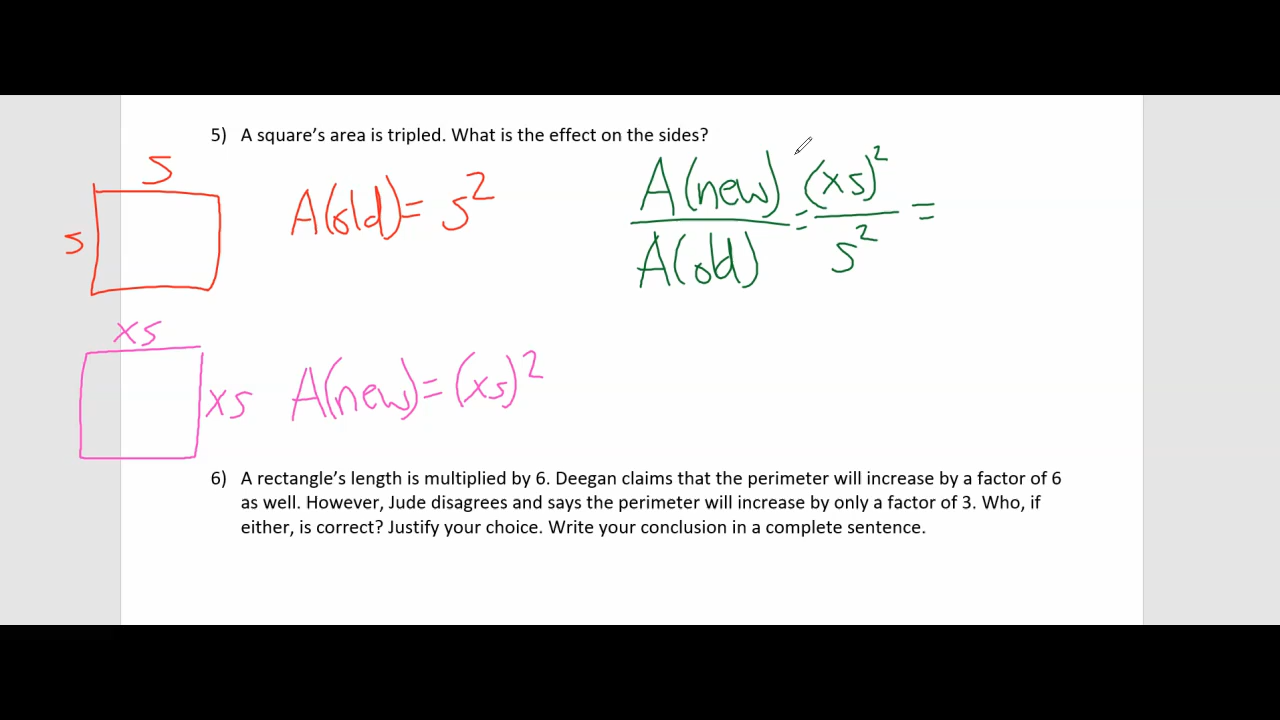 5) A square’s area is tripled. What is the effect on the sides?
s
s
A(old) = s²
A(new) / A(old) = (xs)² / s² =
xs
xs
A(new) = (xs)²
6) A rectangle’s length is multiplied by 6. Deegan claims that the perimeter will increase by a factor of 6
as well. However, Jude disagrees and says the perimeter will increase by only a factor of 3. Who, if
either, is correct? Justify your choice. Write your conclusion in a complete sentence.